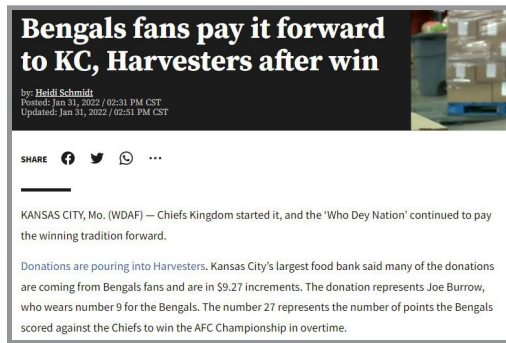 Bengals fans pay it forward
to KC, Harvesters after win
by: Heidi Schmidt
Posted: Jan 31, 2022 / 02:31 PM CST
Updated: Jan 31, 2022 / 02:51 PM CST
SHARE
KANSAS CITY, Mo. (WDAF) — Chiefs Kingdom started it, and the ‘Who Dey Nation’ continued to pay
the winning tradition forward.
Donations are pouring into Harvesters. Kansas City’s largest food bank said many of the donations
are coming from Bengals fans and are in $9.27 increments. The donation represents Joe Burrow,
who wears number 9 for the Bengals. The number 27 represents the number of points the Bengals
scored against the Chiefs to win the AFC Championship in overtime.